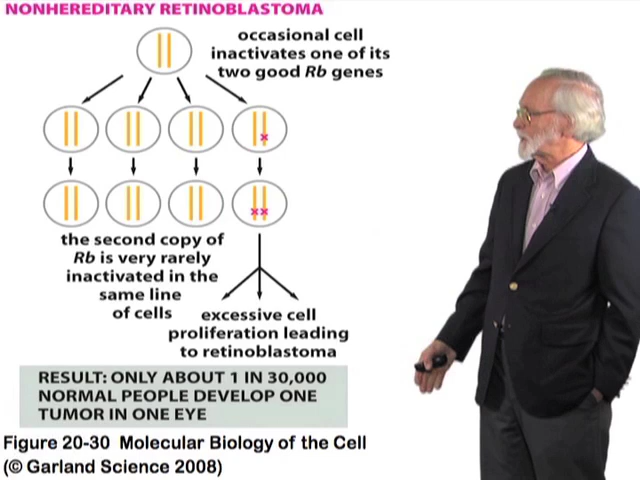 NONHEREDITARY RETINOBLASTOMA
occasional cell
inactivates one of its
two good Rb genes
the second copy of
Rb is very rarely
inactivated in the
same line
of cells
excessive cell
proliferation leading
to retinoblastoma
RESULT: ONLY ABOUT 1 IN 30,000
NORMAL PEOPLE DEVELOP ONE
TUMOR IN ONE EYE
Figure 20-30 Molecular Biology of the Cell
(© Garland Science 2008)